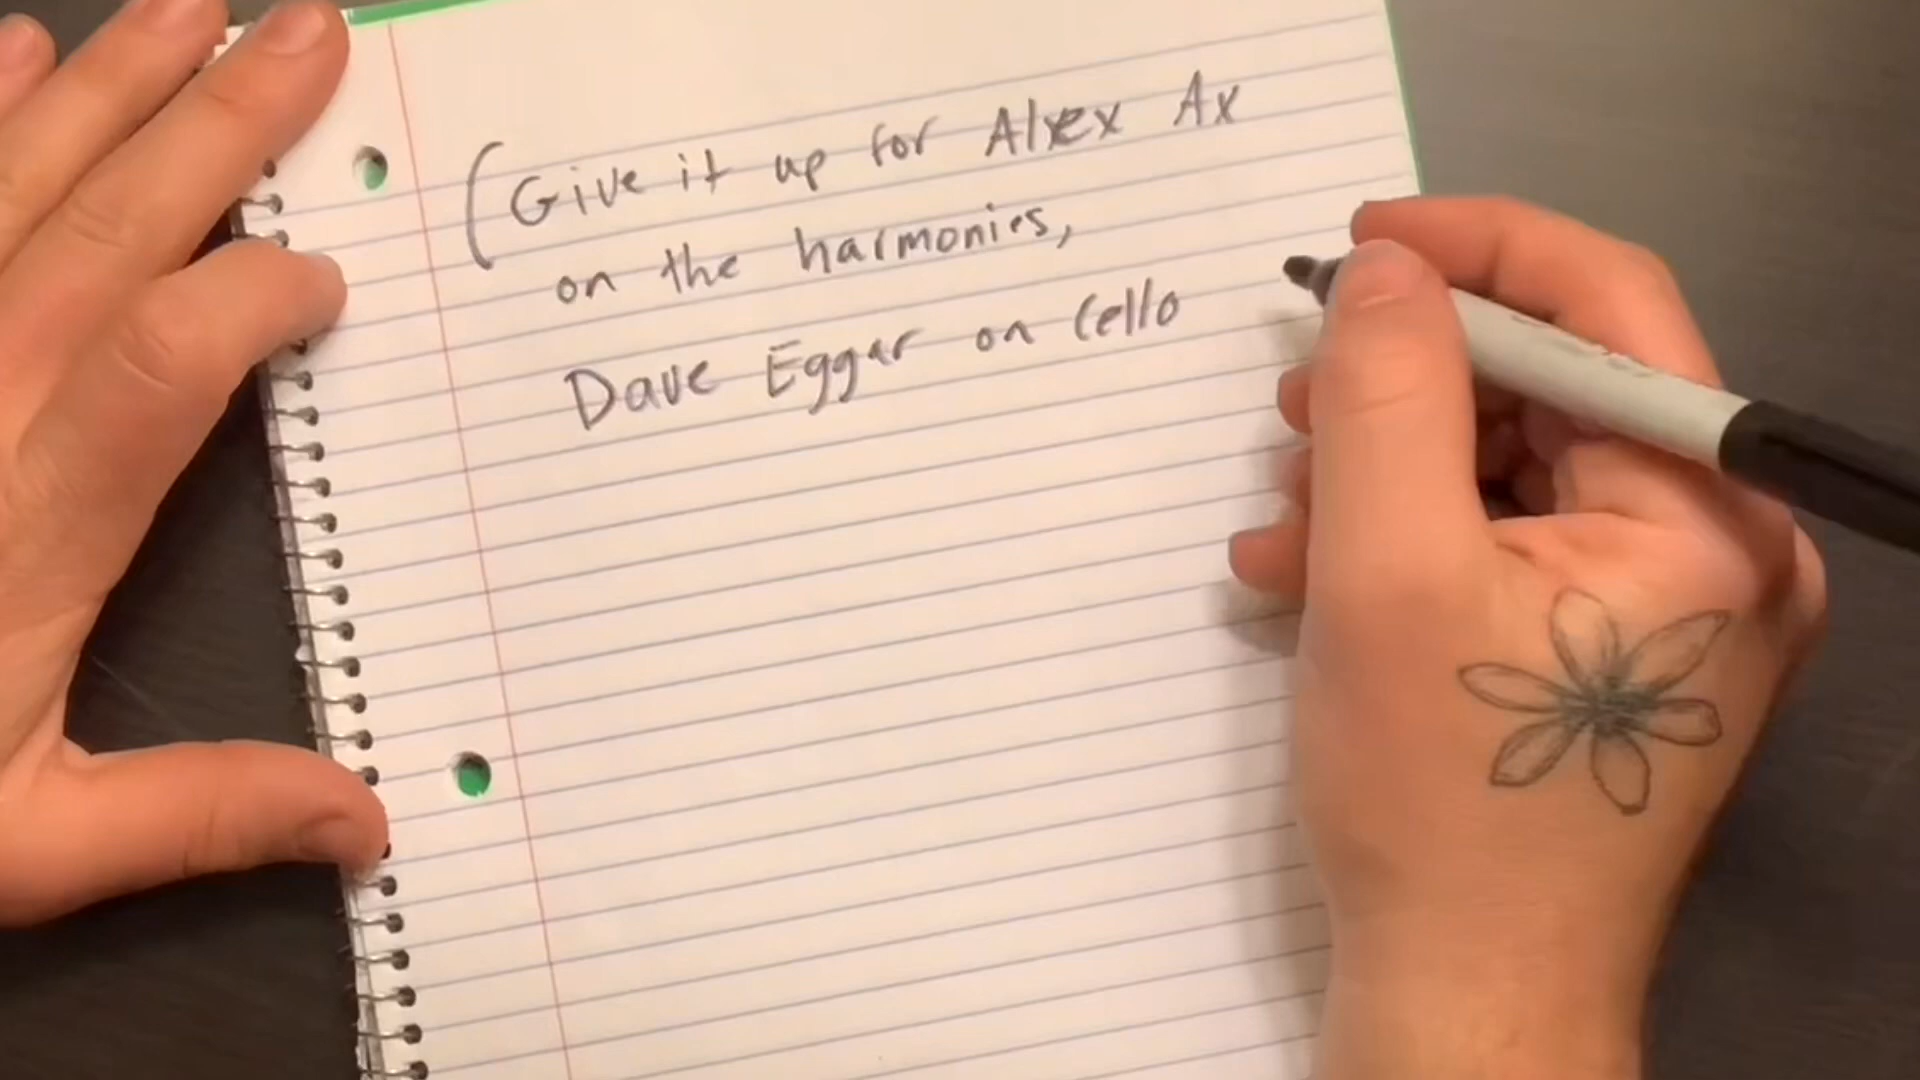 (Give it up for Alex Ax
on the harmonies,
Dave Eggar on Cello